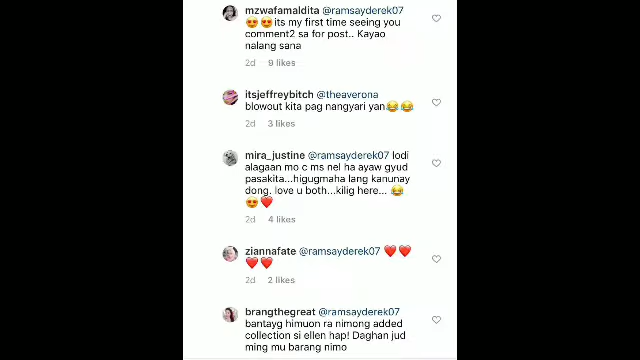 mzwafamaldita @ramsayderek07
😍😍its my first time seeing you
comment2 sa for post.. Kayao
nalang sana
2d 9 likes
itsjeffreybitch @theaverona
blowout kita pag nangyari yan😂😂
2d 3 likes
mira_justine @ramsayderek07 lodi
alagaan mo c ms nel ha ayaw gyud
pasakita...higugmaha lang kanunay
dong. love u both...kilig here... 😂
😍❤️
2d 4 likes
ziannafate @ramsayderek07 ❤️❤️
❤️❤️
2d 2 likes
brangthegreat @ramsayderek07
bantayg himuon ra nimong added
collection si ellen hap! Daghan jud
ming mu barang nimo